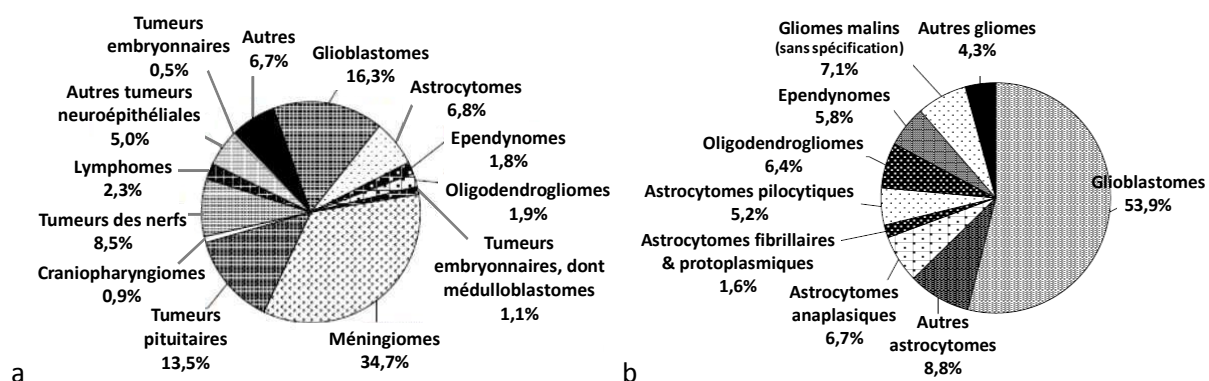 Tumeurs
embryonnaires
0,5%
Autres
6,7%
Glioblastomes
16,3%
Astrocytomes
6,8%
Ependynomes
1,8%
Oligodendrogliomes
1,9%
Tumeurs
embryonnaires, dont
médulloblastomes
1,1%
Méningiomes
34,7%
Tumeurs
pituitaires
13,5%
Craniopharyngiomes
0,9%
Tumeurs des nerfs
8,5%
Lymphomes
2,3%
Autres tumeurs
neuroépithéliales
5,0%
a
Gliomes malins
(sans spécification)
7,1%
Autres gliomes
4,3%
Ependynomes
5,8%
Oligodendrogliomes
6,4%
Astrocytomes pilocytiques
5,2%
Astrocytomes fibrillaires
& protoplasmiques
1,6%
Astrocytomes
anaplasiques
6,7%
Autres
astrocytomes
8,8%
Glioblastomes
53,9%
b